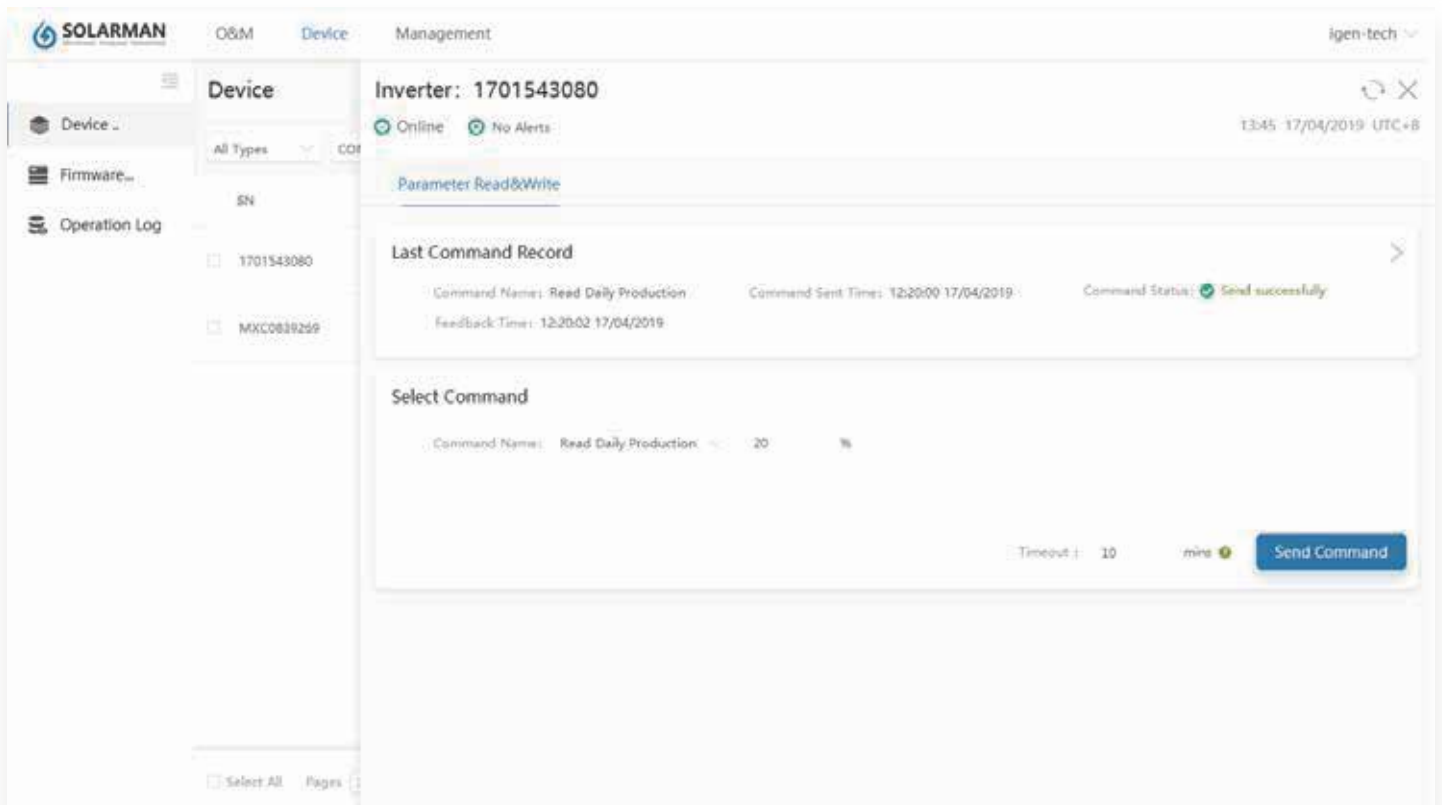 SOLARMAN
O&M Device Management
igen-tech
Device
Inverter: 1701543080
Device ..
Online No Alerts
13:45 17/04/2019 UTC+8
All Types
Firmware...
Parameter Read&Write
SN
Operation Log
Last Command Record
1701543080
Command Name: Read Daily Production Command Sent Time: 12:20:00 17/04/2019 Command Status: Send successfully
Feedback Time: 12:20:02 17/04/2019
MXC0839269
Select Command
Command Name: Read Daily Production 20 %
Timeout : 10 mins Send Command
Select All Pages